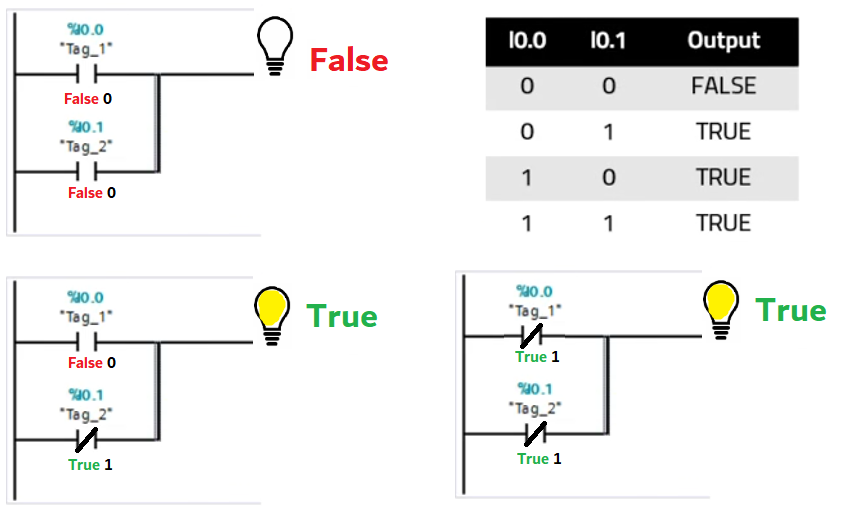 %I0.0
"Tag_1"
False 0
%I0.1
"Tag_2"
False 0
False
I0.0 I0.1 Output
0 0 FALSE
0 1 TRUE
1 0 TRUE
1 1 TRUE
%I0.0
"Tag_1"
False 0
%I0.1
"Tag_2"
True 1
True
%I0.0
"Tag_1"
True 1
%I0.1
"Tag_2"
True 1
True